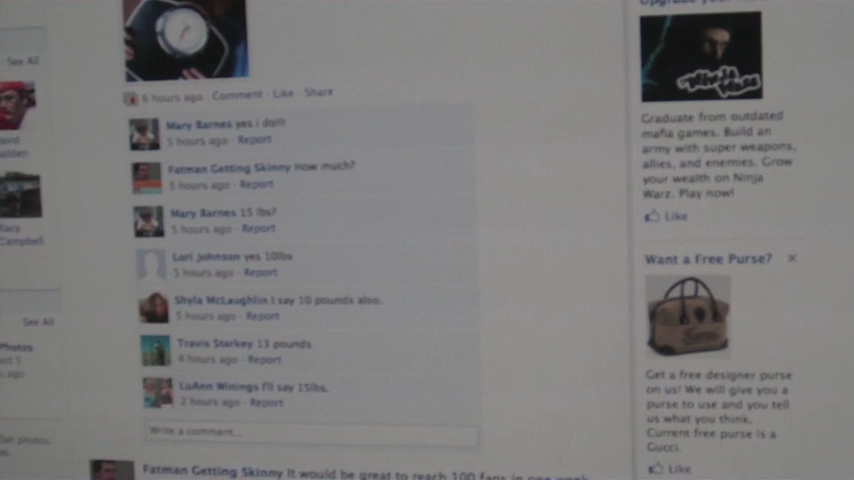 See All
Campbell
See All
Photos
6 hours ago · Comment · Like · Share
Mary Barnes yes i do!!!
5 hours ago · Report
Fatman Getting Skinny How much?
5 hours ago · Report
Mary Barnes 15 lbs?
5 hours ago · Report
Lori Johnson yes 10lbs
5 hours ago · Report
Shyla McLaughlin I say 10 pounds also.
5 hours ago · Report
Travis Starkey 13 pounds
4 hours ago · Report
LuAnn Winings I'll say 15lbs.
2 hours ago · Report
Write a comment...
Fatman Getting Skinny It would be great to reach 100 fans in one week
Graduate from outdated
mafia games. Build an
army with super weapons,
allies, and enemies. Grow
your wealth on Ninja
Warz. Play now!
Like
Want a Free Purse? ×
Get a free designer purse
on us! We will give you a
purse to use and you tell
us what you think.
Current free purse is a
Gucci.
Like